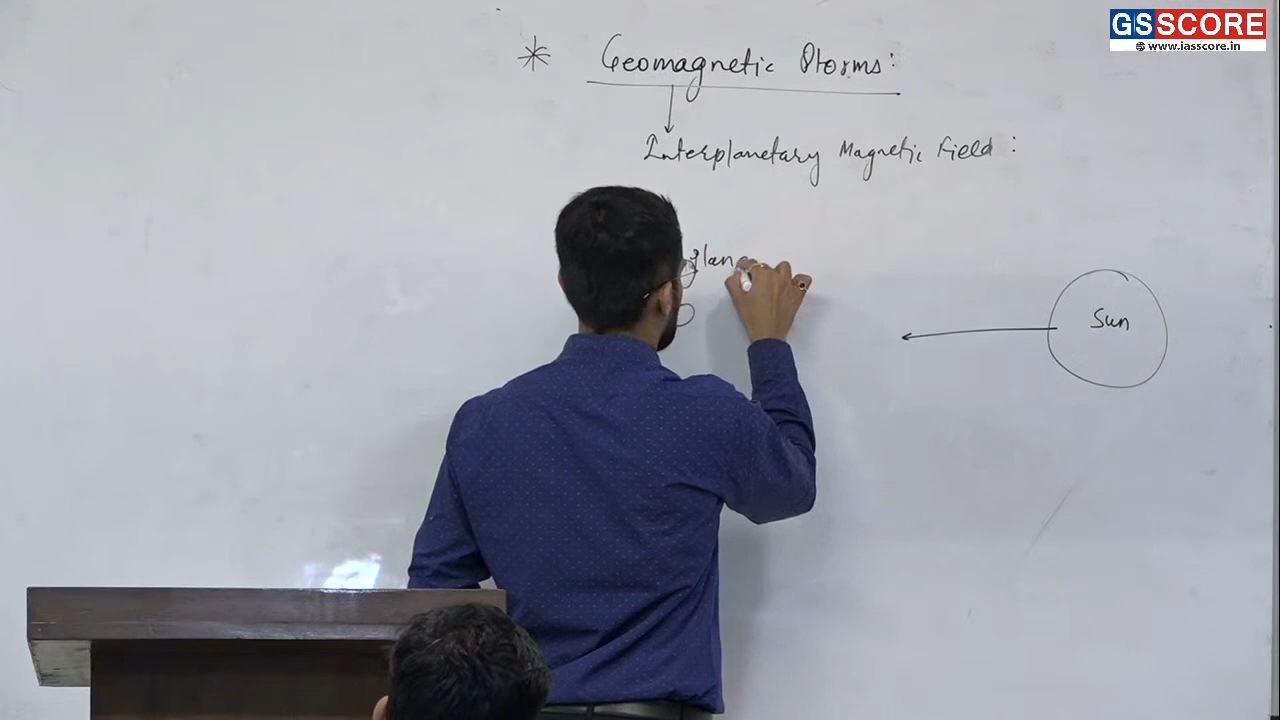 GSSCORE
www.iasscore.in
* Geomagnetic Storms:
Interplanetary Magnetic Field :
Sun